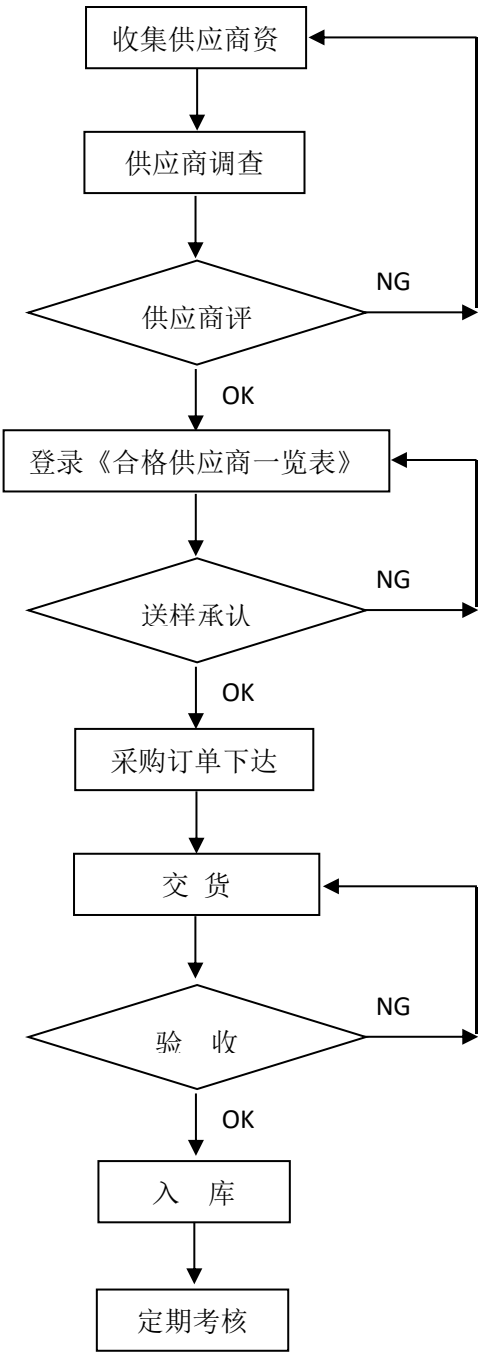 收集供应商资
供应商调查
供应商评
NG
OK
登录《合格供应商一览表》
送样承认
NG
OK
采购订单下达
交 货
验 收
NG
OK
入 库
定期考核